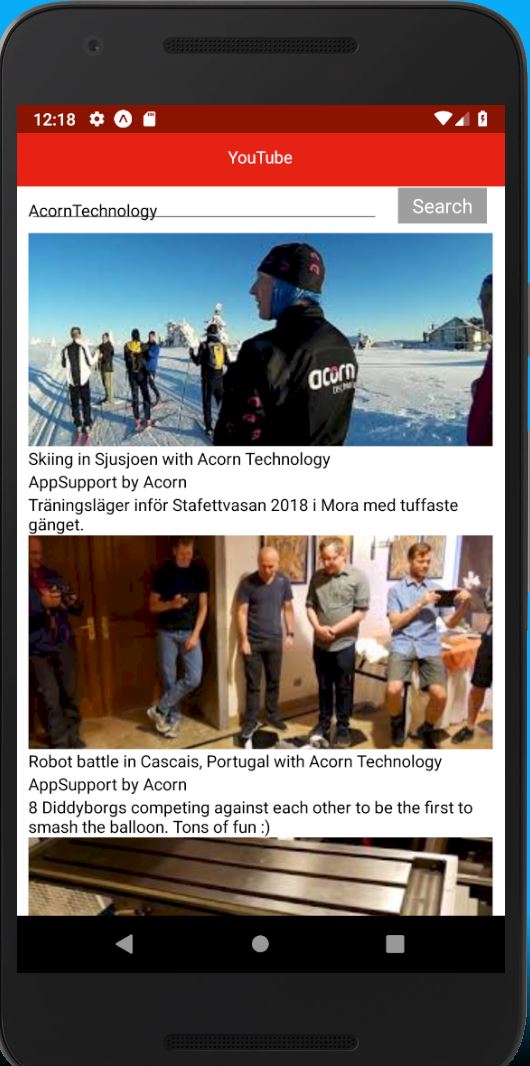 12:18
YouTube
AcornTechnology
Search
acorn
Skiing in Sjusjoen with Acorn Technology
AppSupport by Acorn
Träningsläger inför Stafettvasan 2018 i Mora med tuffaste
gänget.
Robot battle in Cascais, Portugal with Acorn Technology
AppSupport by Acorn
8 Diddyborgs competing against each other to be the first to
smash the balloon. Tons of fun :)